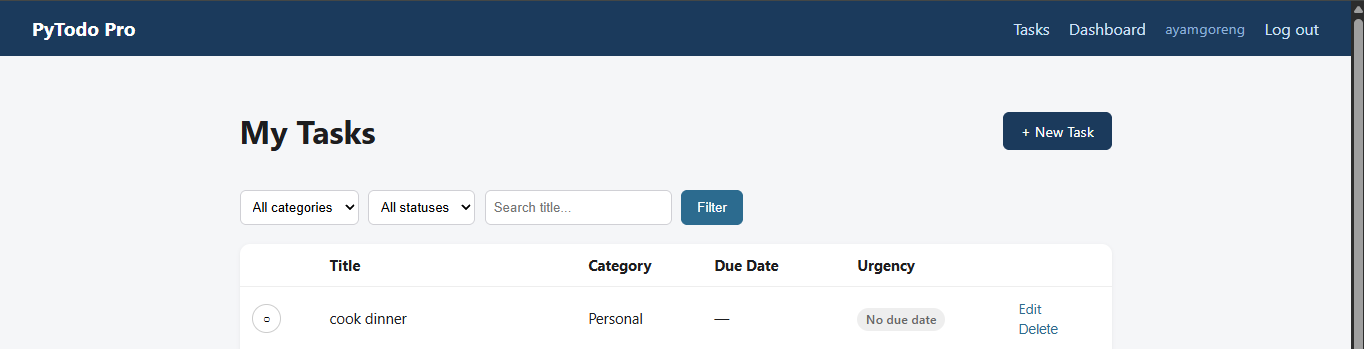 PyTodo Pro Tasks Dashboard ayamgoreng Log out
My Tasks + New Task
All categories All statuses Search title... Filter
Title Category Due Date Urgency
cook dinner Personal — No due date Edit
Delete